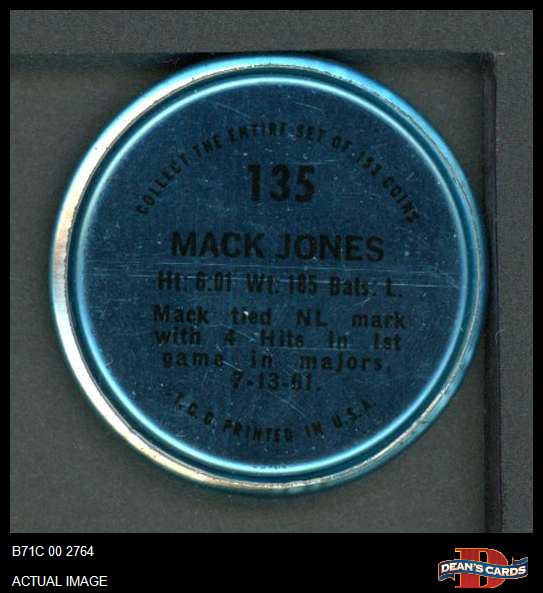 COLLECT THE ENTIRE SET OF 153 COINS
135
MACK JONES
Ht: 6.01 Wt: 185 Bats: L.
Mack tied NL mark
with 4 Hits in 1st
game in majors,
7-13-61.
T.C.G. PRINTED IN U.S.A.
B71C 00 2764
ACTUAL IMAGE
DEAN'S CARDS